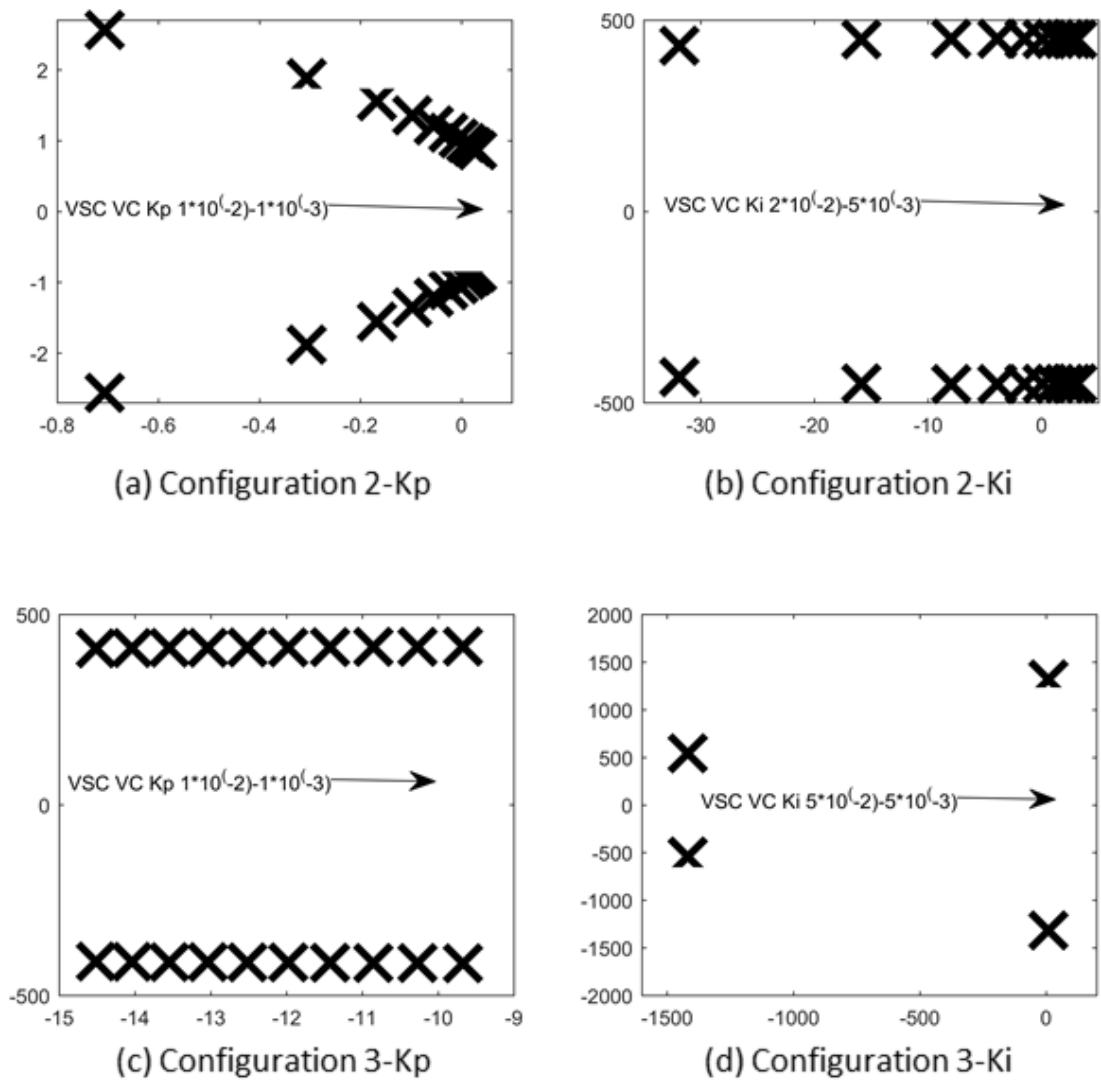 2
1
0
-1
-2
VSC VC Kp 1*10^(-2)-1*10^(-3)
-0.8 -0.6 -0.4 -0.2 0
(a) Configuration 2-Kp
500
0
-500
VSC VC Ki 2*10^(-2)-5*10^(-3)
-30 -20 -10 0
(b) Configuration 2-Ki
500
0
-500
VSC VC Kp 1*10^(-2)-1*10^(-3)
-15 -14 -13 -12 -11 -10 -9
(c) Configuration 3-Kp
2000
1500
1000
500
0
-500
-1000
-1500
-2000
VSC VC Ki 5*10^(-2)-5*10^(-3)
-1500 -1000 -500 0
(d) Configuration 3-Ki